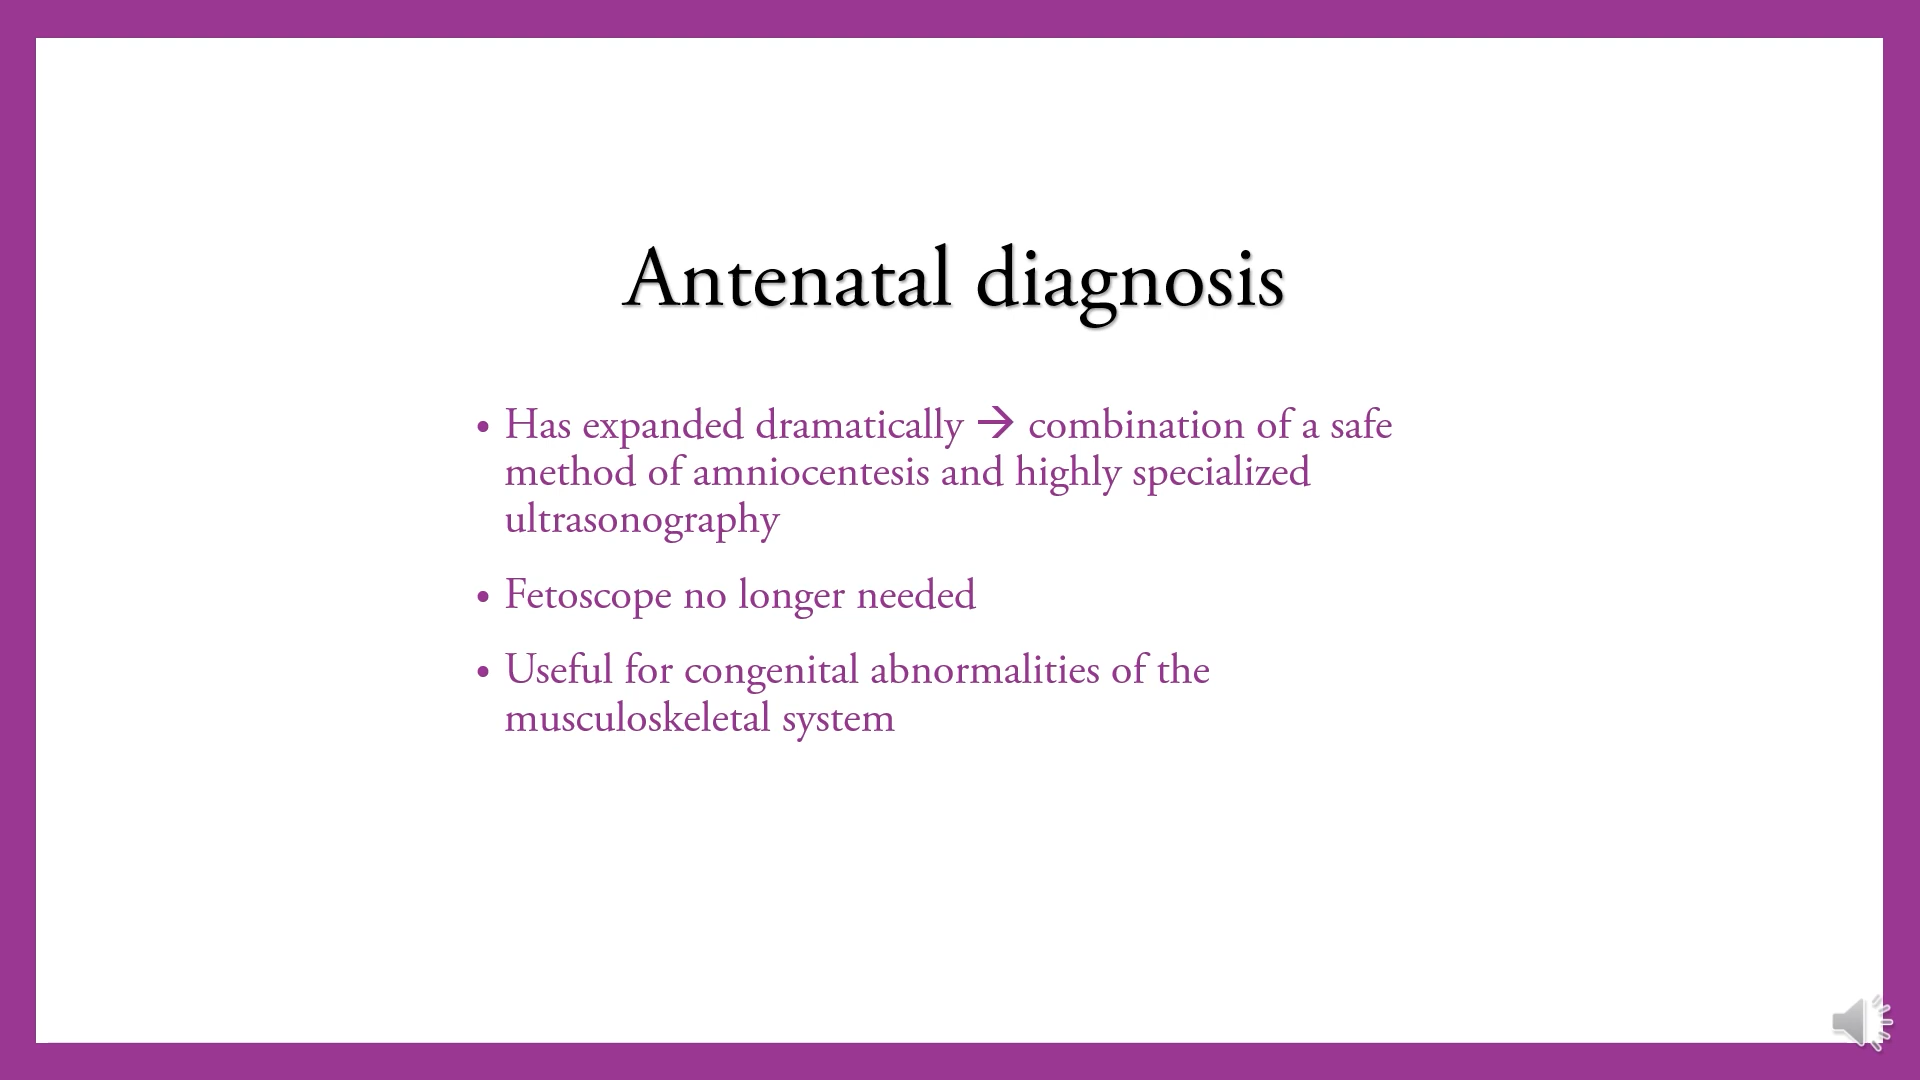 Antenatal diagnosis
• Has expanded dramatically → combination of a safe
method of amniocentesis and highly specialized
ultrasonography
• Fetoscope no longer needed
• Useful for congenital abnormalities of the
musculoskeletal system